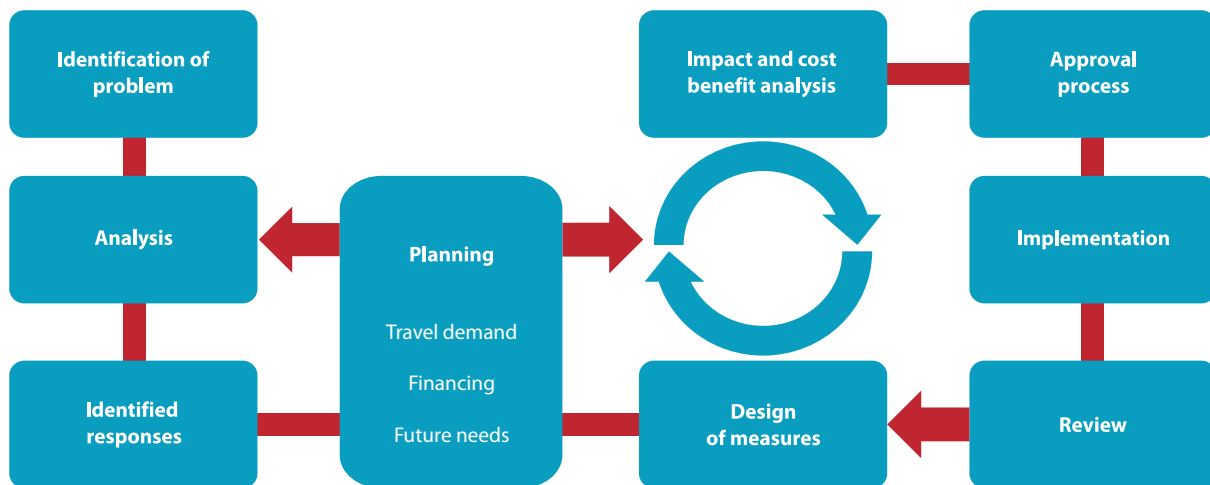 Identification of
problem
Analysis
Identified
responses
Planning
Travel demand
Financing
Future needs
Impact and cost
benefit analysis
Design
of measures
Approval
process
Implementation
Review